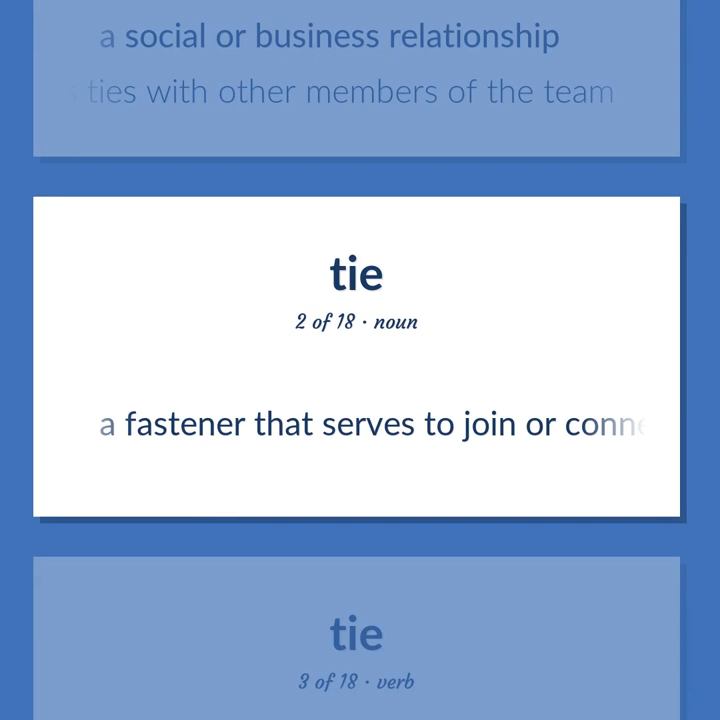 a social or business relationship
ties with other members of the team
tie
2 of 18 · noun
a fastener that serves to join or
tie
3 of 18 · verb